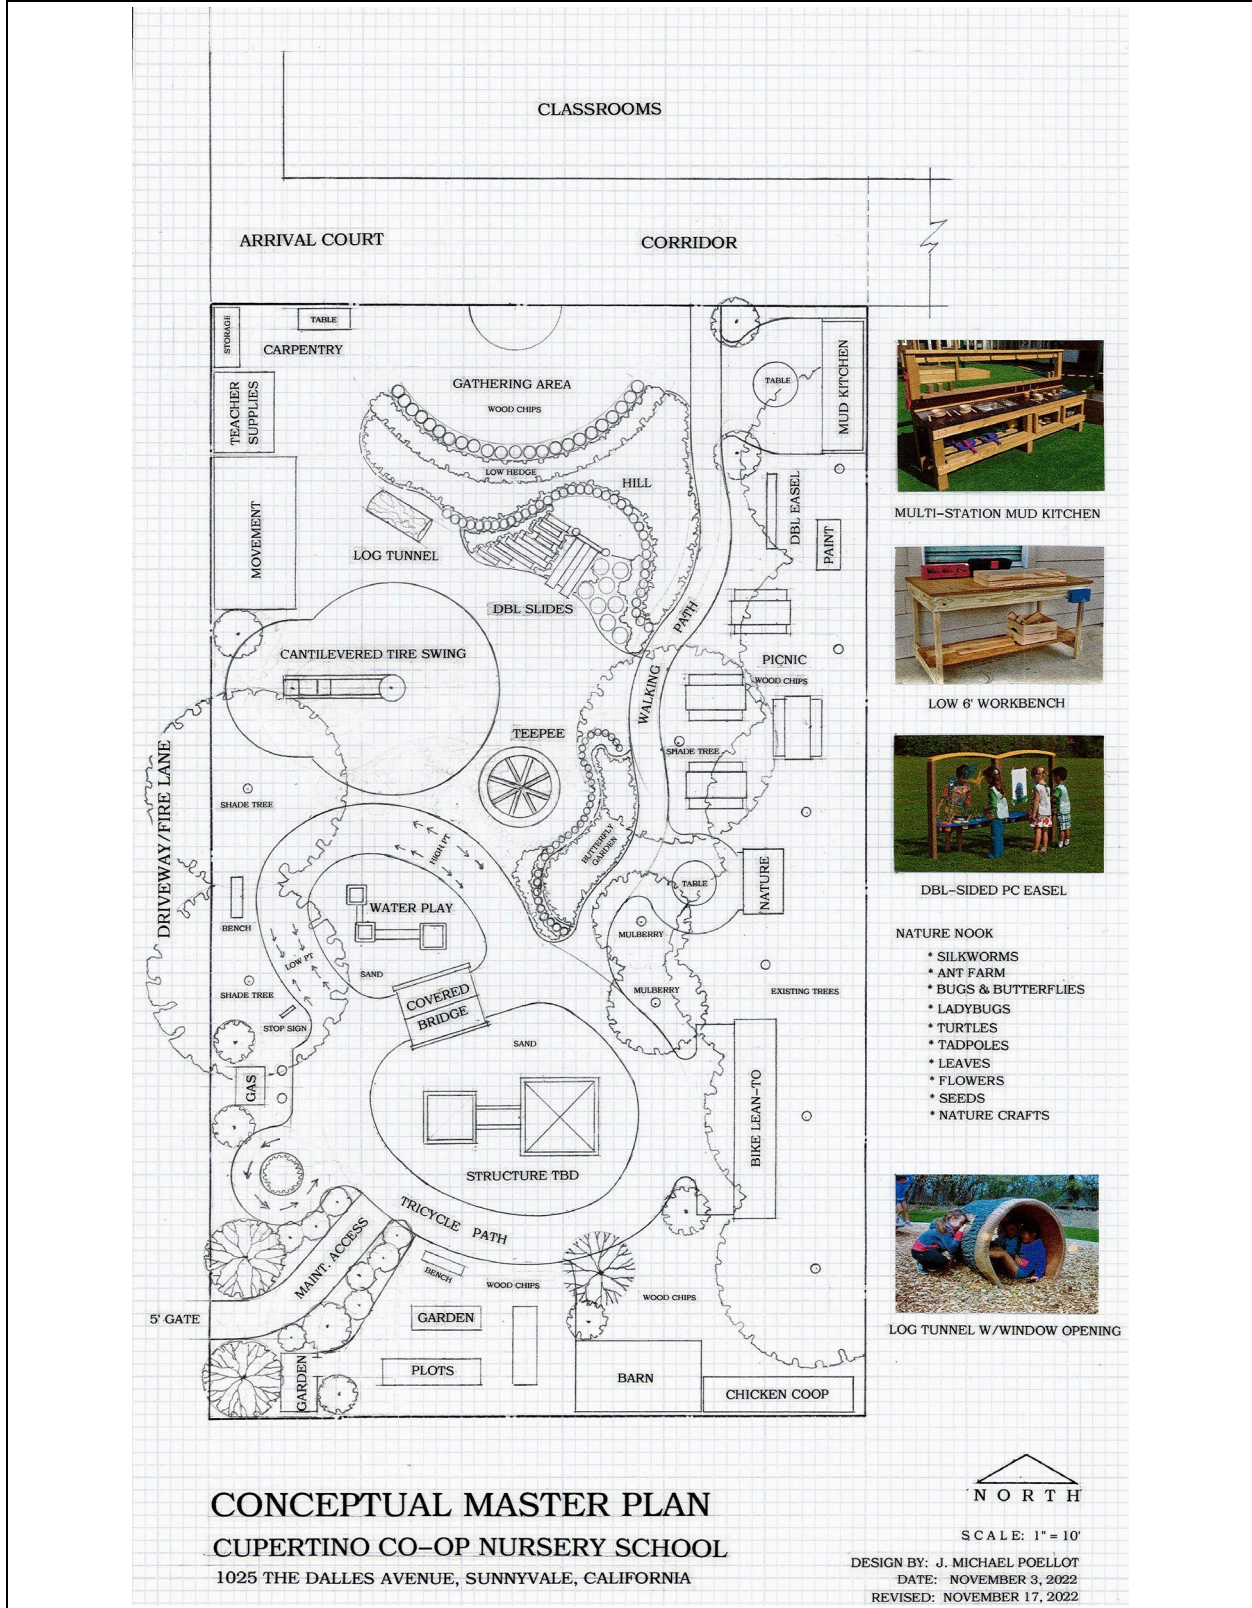 CLASSROOMS
ARRIVAL COURT
CORRIDOR
STORAGE
TABLE
CARPENTRY
TEACHER
SUPPLIES
GATHERING AREA
WOOD CHIPS
TABLE
MUD KITCHEN
LOW HEDGE
HILL
MOVEMENT
LOG TUNNEL
DBL EASEL
PAINT
DBL SLIDES
WALKING PATH
CANTILEVERED TIRE SWING
PICNIC
WOOD CHIPS
TEEPEE
SHADE TREE
DRIVEWAY/FIRE LANE
SHADE TREE
HIGH PT
BUTTERFLY
GARDEN
TABLE
NATURE
WATER PLAY
BENCH
MULBERRY
LOW PT
SAND
SHADE TREE
COVERED
BRIDGE
MULBERRY
EXISTING TREES
STOP SIGN
SAND
GAS
BIKE LEAN-TO
STRUCTURE TBD
TRICYCLE PATH
MAINT. ACCESS
BENCH
WOOD CHIPS
WOOD CHIPS
5' GATE
GARDEN
PLOTS
GARDEN
BARN
CHICKEN COOP
MULTI-STATION MUD KITCHEN
LOW 6' WORKBENCH
DBL-SIDED PC EASEL
NATURE NOOK
* SILKWORMS
* ANT FARM
* BUGS & BUTTERFLIES
* LADYBUGS
* TURTLES
* TADPOLES
* LEAVES
* FLOWERS
* SEEDS
* NATURE CRAFTS
LOG TUNNEL W/WINDOW OPENING
NORTH
SCALE: 1" = 10'
CONCEPTUAL MASTER PLAN
CUPERTINO CO-OP NURSERY SCHOOL
1025 THE DALLES AVENUE, SUNNYVALE, CALIFORNIA
DESIGN BY: J. MICHAEL POELLOT
DATE: NOVEMBER 3, 2022
REVISED: NOVEMBER 17, 2022